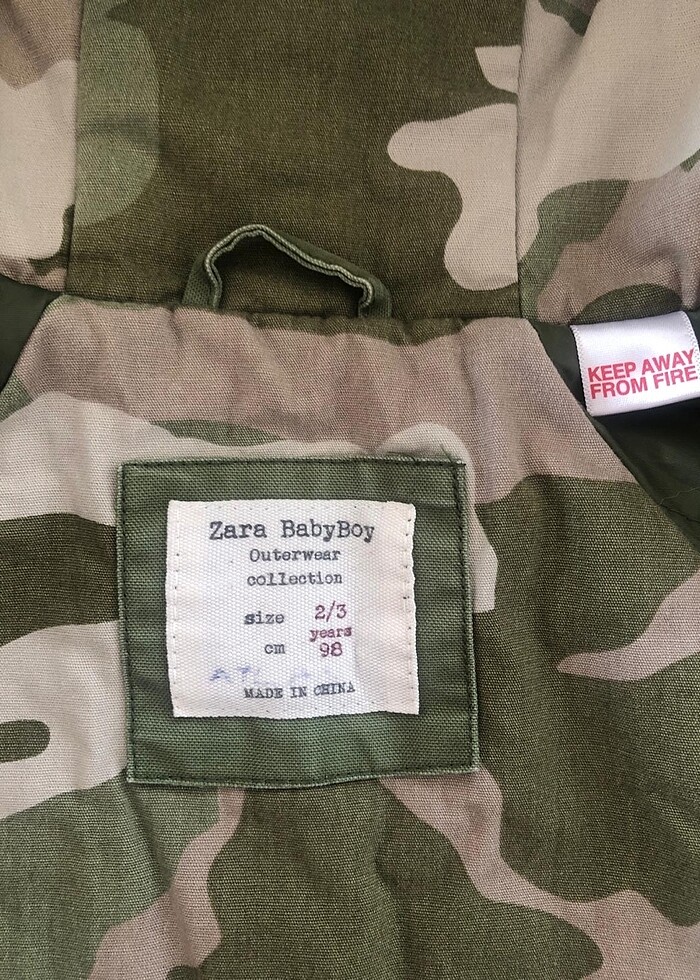 KEEP AWAY
FROM FIRE
Zara BabyBoy
Outerwear
collection
size 2/3
years
cm 98
MADE IN CHINA